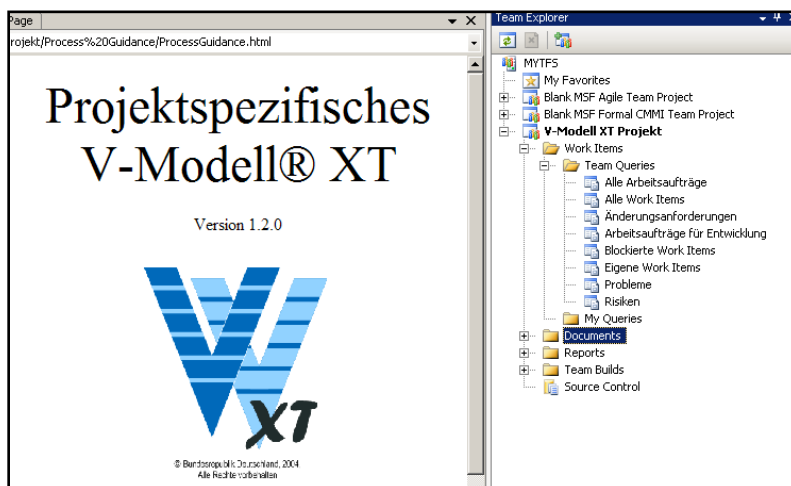 Page
Team Explorer
rojekt/Process%20Guidance/ProcessGuidance.html
Projektspezifisches
V-Modell® XT
Version 1.2.0
XT
© Bundesrepublik Deutschland, 2004.
Alle Rechte vorbehalten
MYTFS
My Favorites
Blank MSF Agile Team Project
Blank MSF Formal CMMI Team Project
V-Modell XT Projekt
Work Items
Team Queries
Alle Arbeitsaufträge
Alle Work Items
Änderungsanforderungen
Arbeitsaufträge für Entwicklung
Blockierte Work Items
Eigene Work Items
Probleme
Risiken
My Queries
Documents
Reports
Team Builds
Source Control